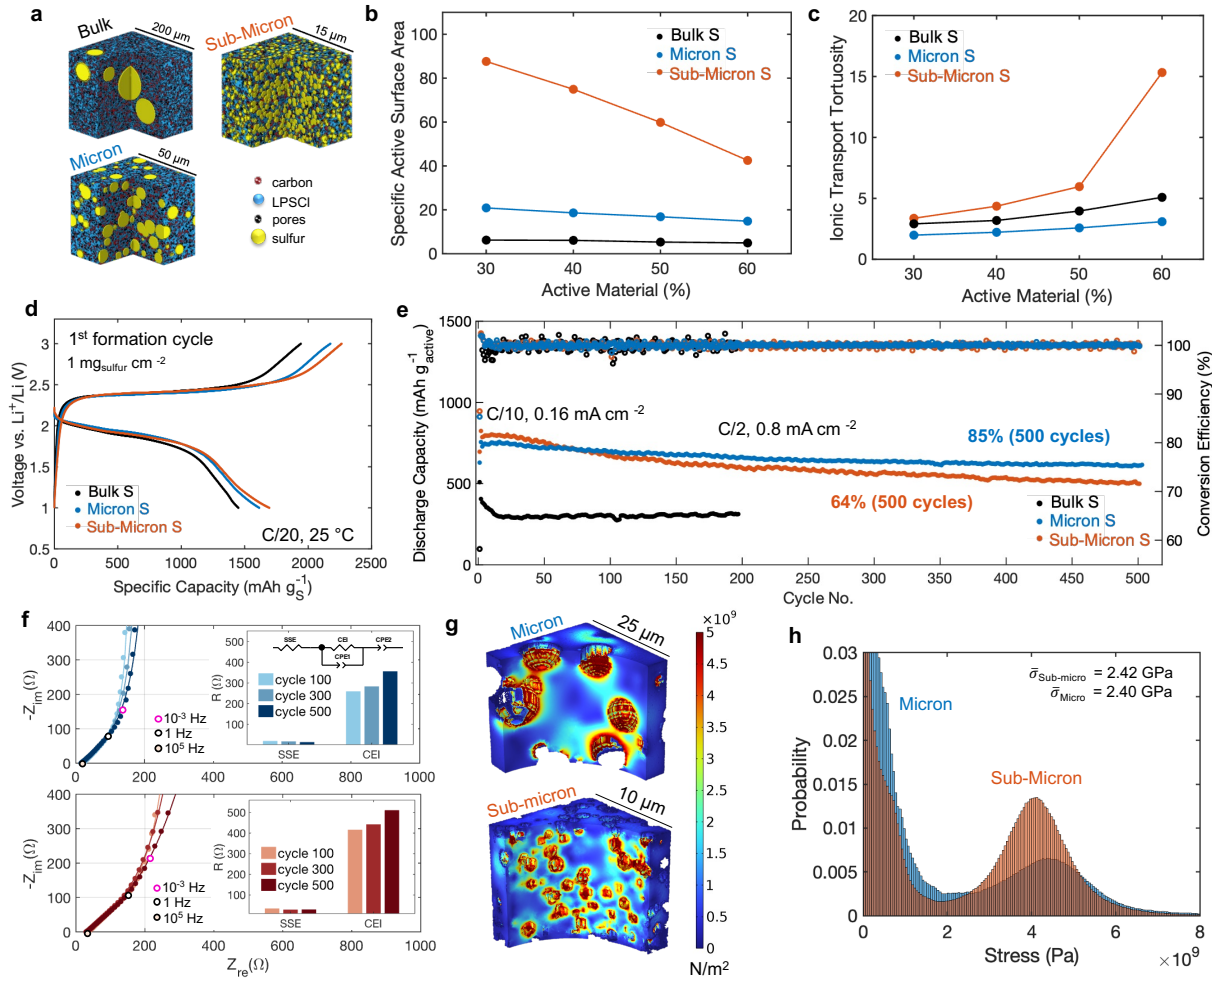 a
Bulk
200 μm
Sub-Micron
15 μm
Micron
50 μm
carbon
LPSCl
pores
sulfur
b
Specific Active Surface Area
100
80
60
40
20
0
30 40 50 60
Active Material (%)
Bulk S
Micron S
Sub-Micron S
c
Ionic Transport Tortuosity
20
15
10
5
0
30 40 50 60
Active Material (%)
Bulk S
Micron S
Sub-Micron S
d
1st formation cycle
1 mgsulfur cm -2
Voltage vs. Li+/Li (V)
3
2.5
2
1.5
1
0.5
Bulk S
Micron S
Sub-Micron S
C/20, 25 °C
0 500 1000 1500 2000 2500
Specific Capacity (mAh gS-1)
e
Discharge Capacity (mAh g-1active)
1500
1000
500
0
C/10, 0.16 mA cm -2
C/2, 0.8 mA cm -2
85% (500 cycles)
64% (500 cycles)
Bulk S
Micron S
Sub-Micron S
100
90
80
70
60
Conversion Efficiency (%)
0 50 100 150 200 250 300 350 400 450 500
Cycle No.
f
-Zim(Ω)
400
300
200
100
0
10-3 Hz
1 Hz
105 Hz
R (Ω)
500
400
300
200
100
SSE CEI CPE2
CPE1
cycle 100
cycle 300
cycle 500
SSE CEI
0 200 400 600 800 1000
-Zim(Ω)
400
300
200
100
0
10-3 Hz
1 Hz
105 Hz
R (Ω)
500
400
300
200
100
cycle 100
cycle 300
cycle 500
SSE CEI
0 200 400 600 800 1000
Zre(Ω)
g
Micron
25 μm
Sub-micron
10 μm
×109
5
4.5
4
3.5
3
2.5
2
1.5
1
0.5
0
N/m2
h
Probability
0.03
0.025
0.02
0.015
0.01
0.005
0
σ̅Sub-micro = 2.42 GPa
σ̅Micro = 2.40 GPa
Micron
Sub-Micron
0 2 4 6 8
Stress (Pa)
×109